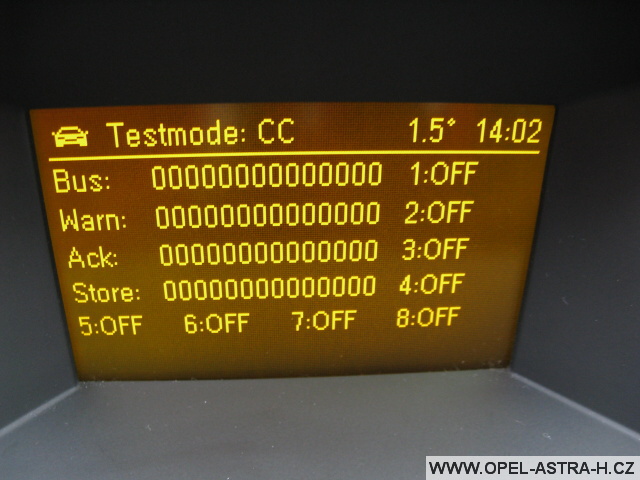 Testmode: CC 1.5° 14:02
Bus: 00000000000000 1:OFF
Warn: 00000000000000 2:OFF
Ack: 00000000000000 3:OFF
Store: 00000000000000 4:OFF
5:OFF 6:OFF 7:OFF 8:OFF
WWW.OPEL-ASTRA-H.CZ